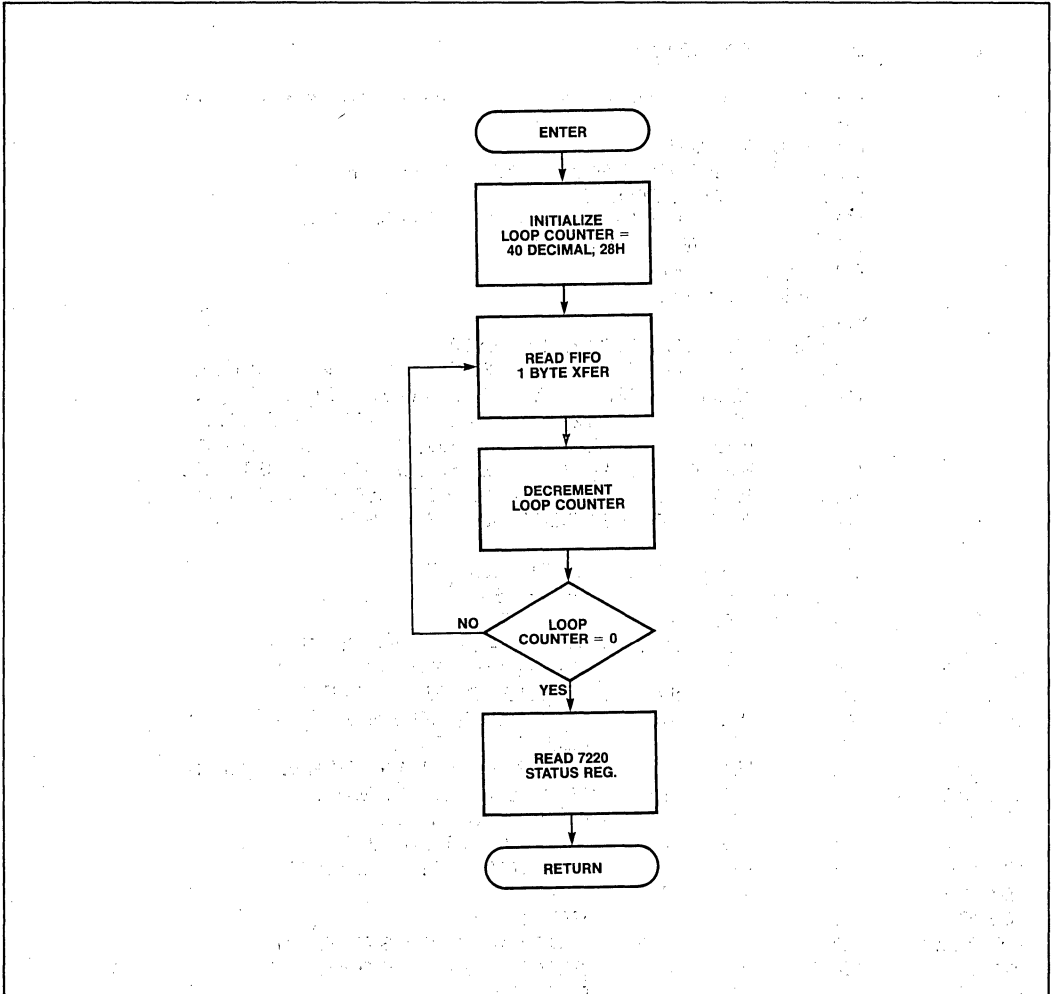 ENTER
INITIALIZE
LOOP COUNTER =
40 DECIMAL; 28H
READ FIFO
1 BYTE XFER
DECREMENT
LOOP COUNTER
LOOP
COUNTER = 0
NO
YES
READ 7220
STATUS REG.
RETURN